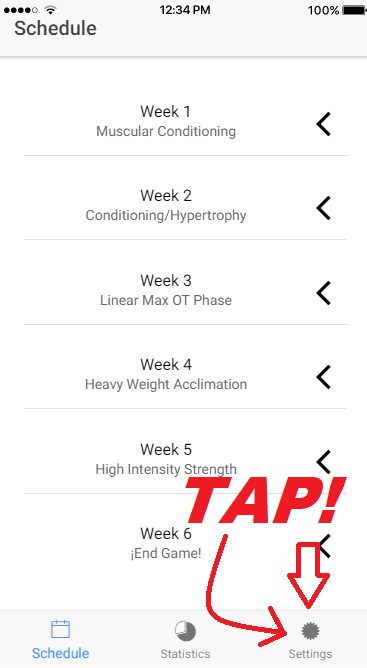 12:34 PM
100%
Schedule
Week 1
Muscular Conditioning
Week 2
Conditioning/Hypertrophy
Week 3
Linear Max OT Phase
Week 4
Heavy Weight Acclimation
Week 5
High Intensity Strength
TAP!
Week 6
¡End Game!
Schedule
Statistics
Settings